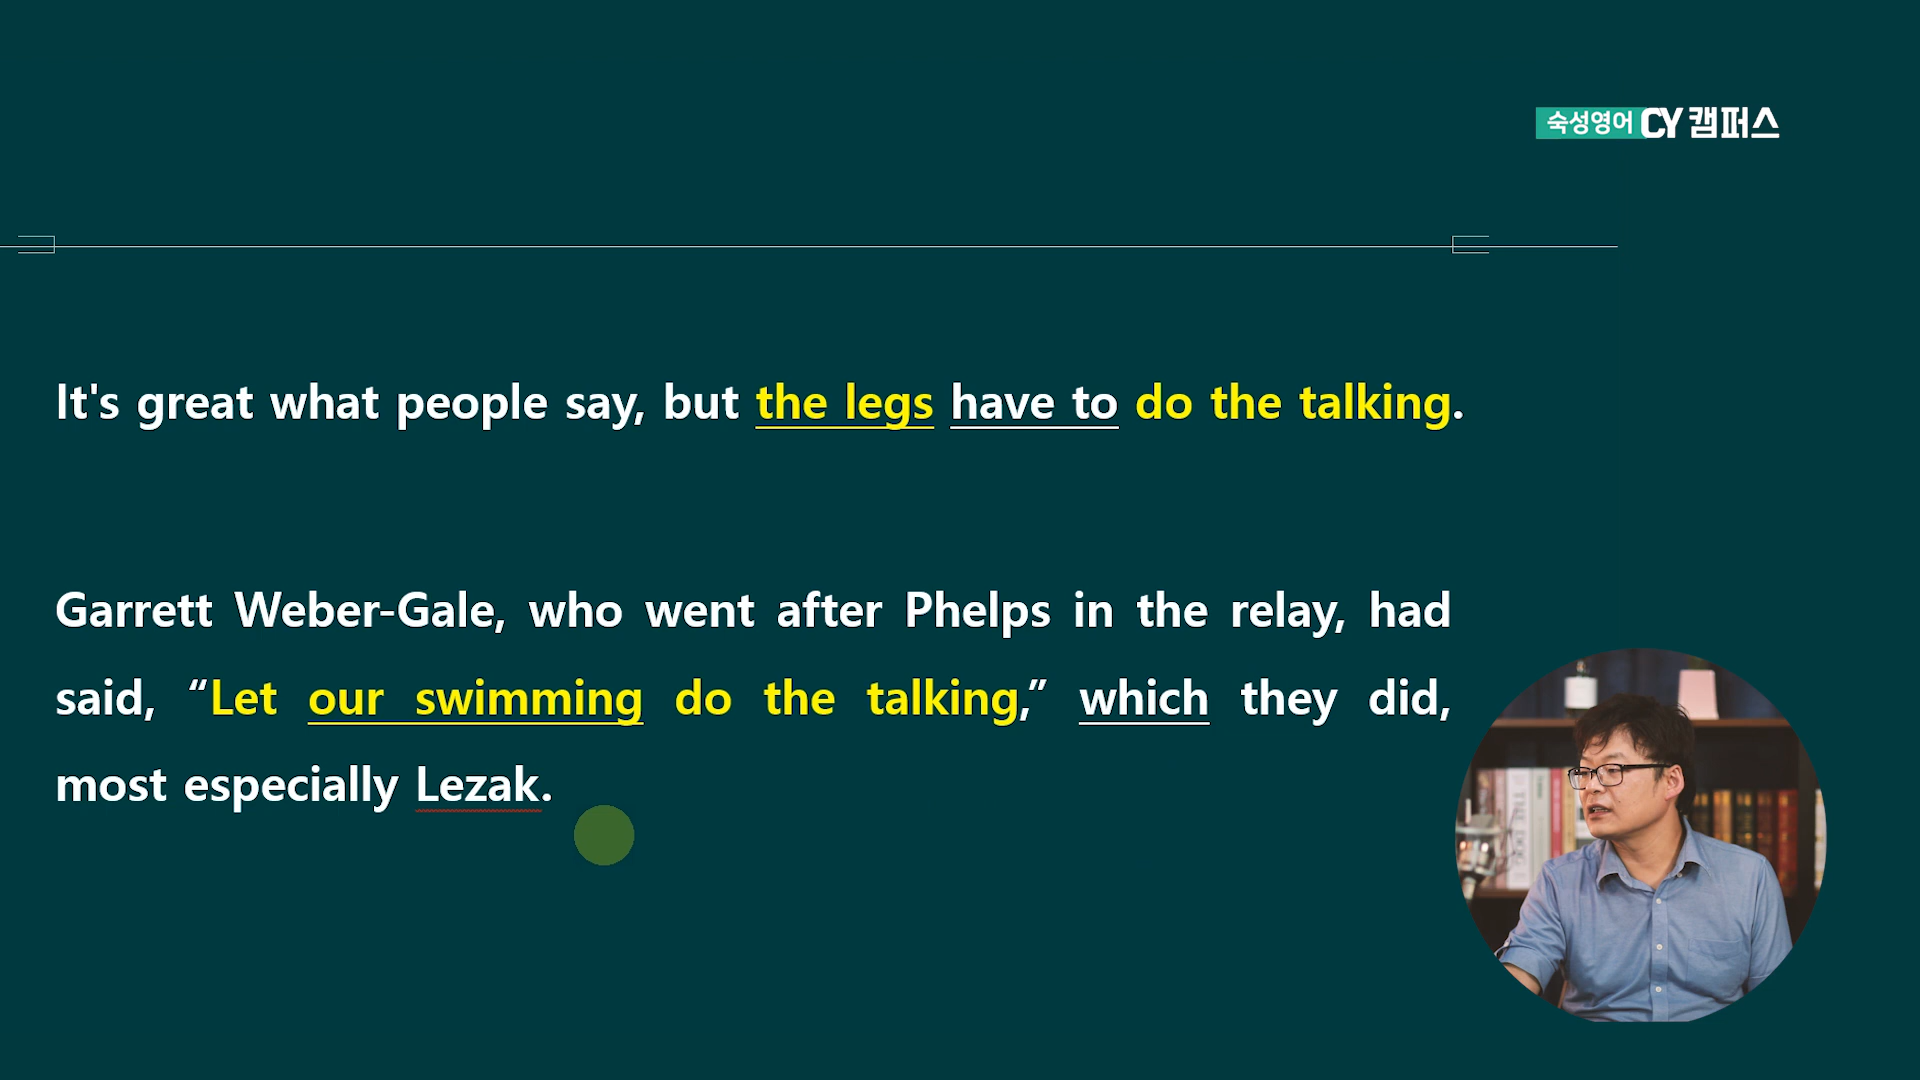 숙성영어 CY 캠퍼스
It's great what people say, but the legs have to do the talking.
Garrett Weber-Gale, who went after Phelps in the relay, had
said, “Let our swimming do the talking,” which they did,
most especially Lezak.